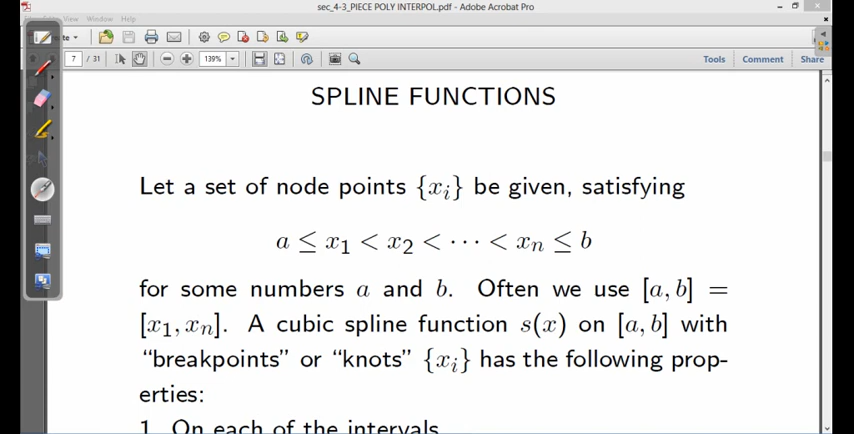 sec_4-3_PIECE POLY INTERPOL.pdf - Adobe Acrobat Pro
Window Help
7 / 31 139% Tools Comment Share
SPLINE FUNCTIONS
Let a set of node points {xᵢ} be given, satisfying
a ≤ x₁ < x₂ < ··· < xₙ ≤ b
for some numbers a and b. Often we use [a, b] =
[x₁, xₙ]. A cubic spline function s(x) on [a, b] with
“breakpoints” or “knots” {xᵢ} has the following prop-
erties:
1. On each of the intervals